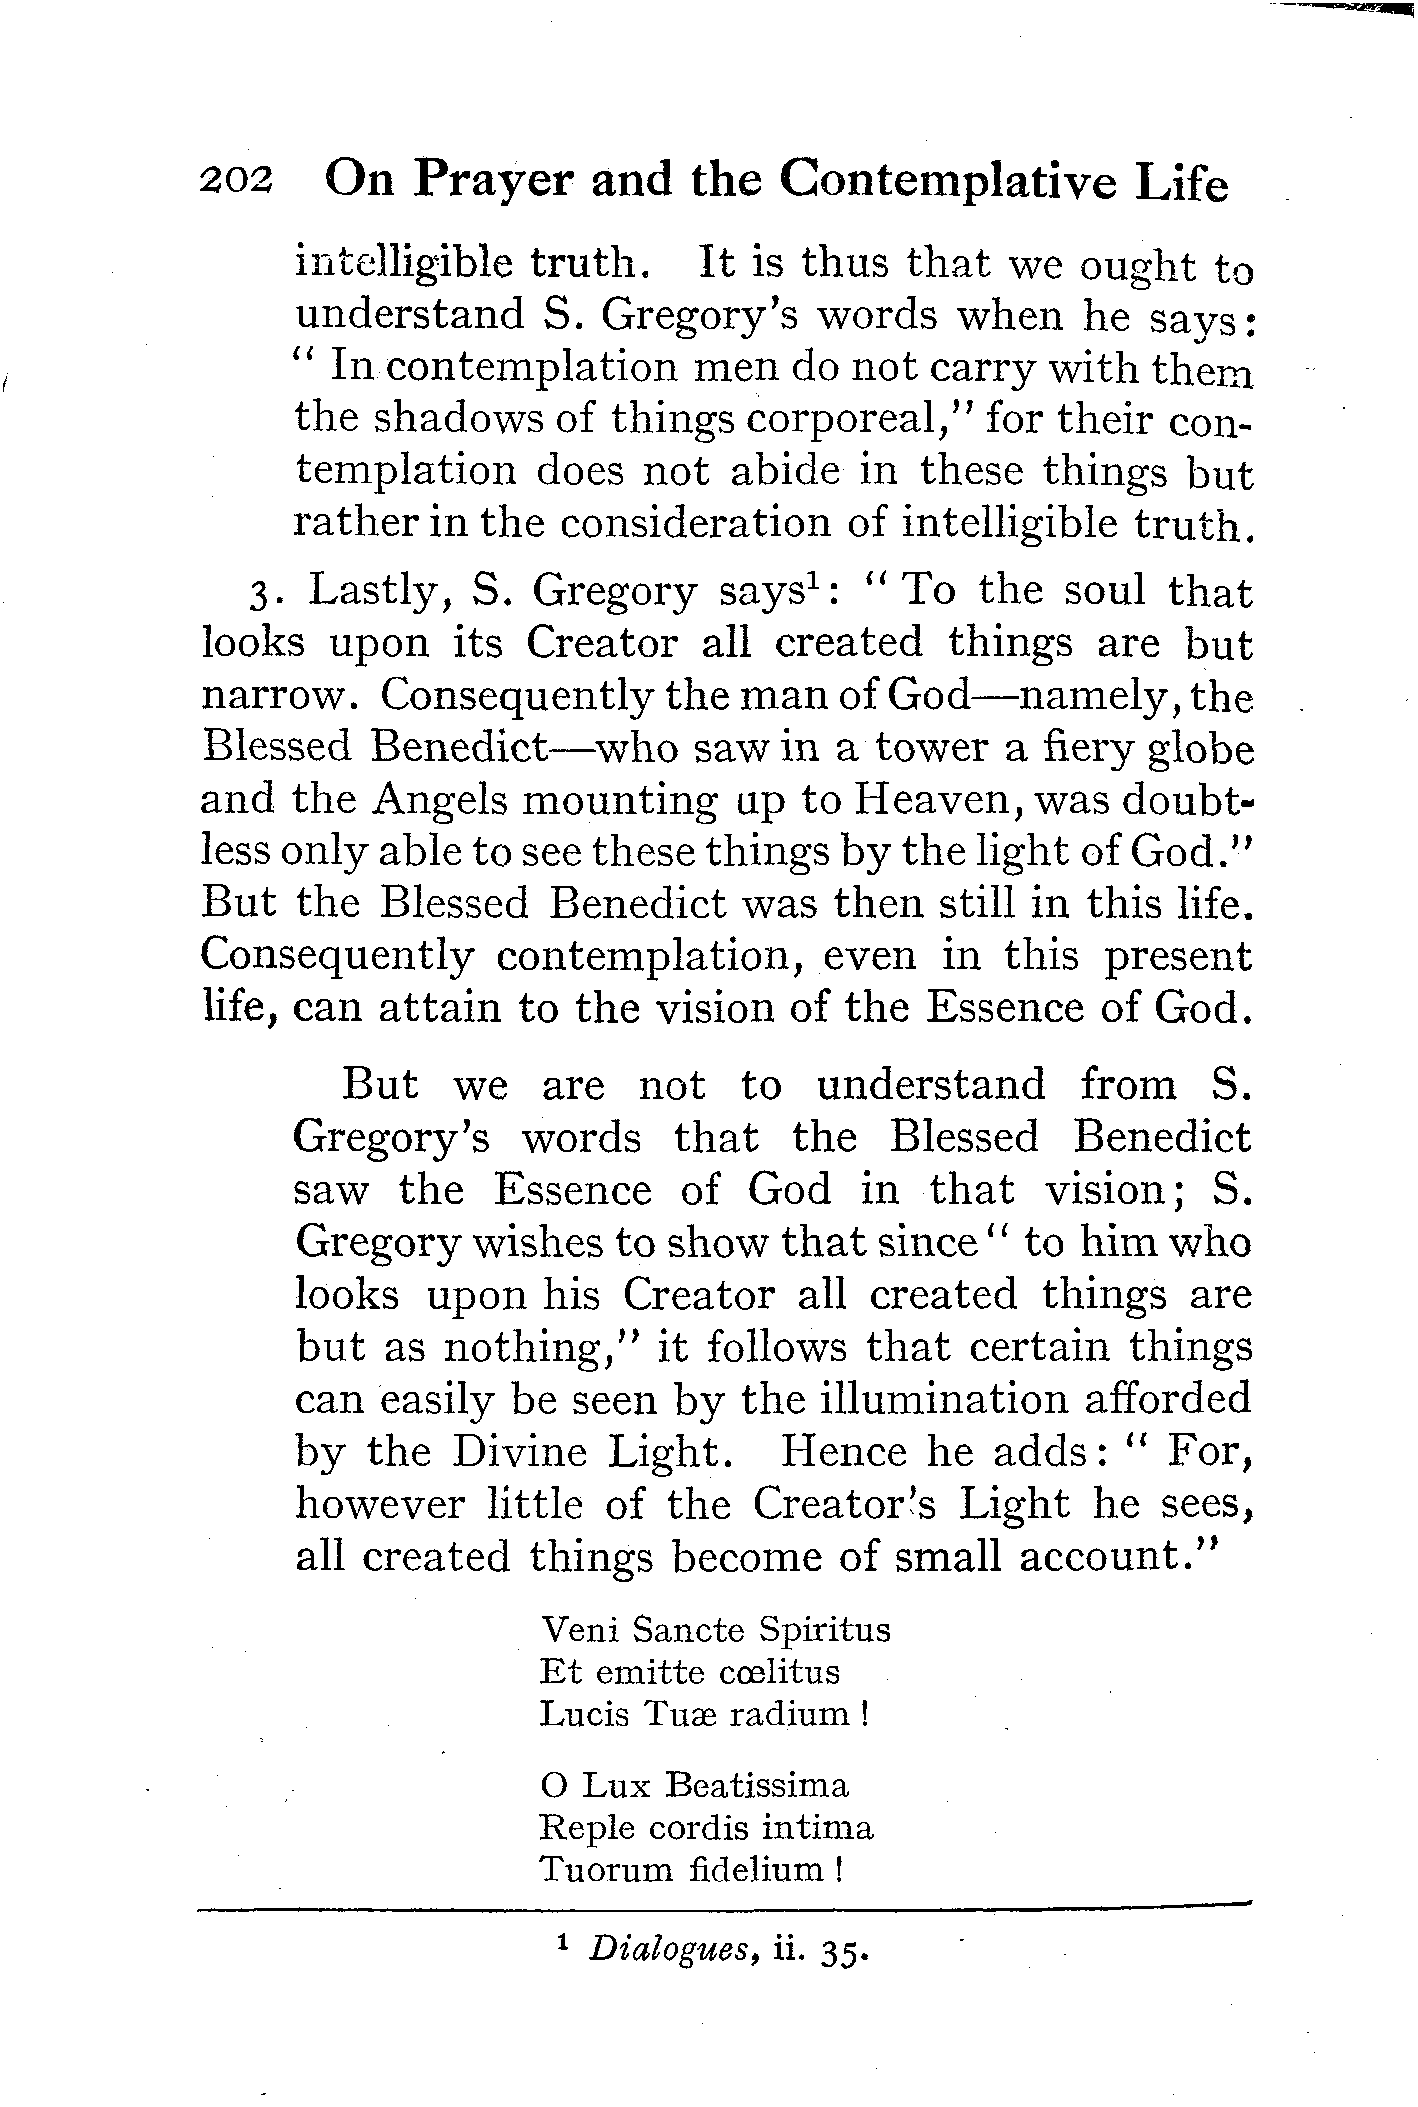 202 On Prayer and the Contemplative Life
intelligible truth. It is thus that we ought to
understand S. Gregory's words when he says:
" In contemplation men do not carry with them
the shadows of things corporeal," for their con-
templation does not abide in these things but
rather in the consideration of intelligible truth.
3. Lastly, S. Gregory says¹: " To the soul that
looks upon its Creator all created things are but
narrow. Consequently the man of God—namely, the
Blessed Benedict—who saw in a tower a fiery globe
and the Angels mounting up to Heaven, was doubt-
less only able to see these things by the light of God."
But the Blessed Benedict was then still in this life.
Consequently contemplation, even in this present
life, can attain to the vision of the Essence of God.
But we are not to understand from S.
Gregory's words that the Blessed Benedict
saw the Essence of God in that vision; S.
Gregory wishes to show that since " to him who
looks upon his Creator all created things are
but as nothing," it follows that certain things
can easily be seen by the illumination afforded
by the Divine Light. Hence he adds: " For,
however little of the Creator's Light he sees,
all created things become of small account."
Veni Sancte Spiritus
Et emitte cœlitus
Lucis Tuæ radium !
O Lux Beatissima
Reple cordis intima
Tuorum fidelium !
¹ Dialogues, ii. 35.